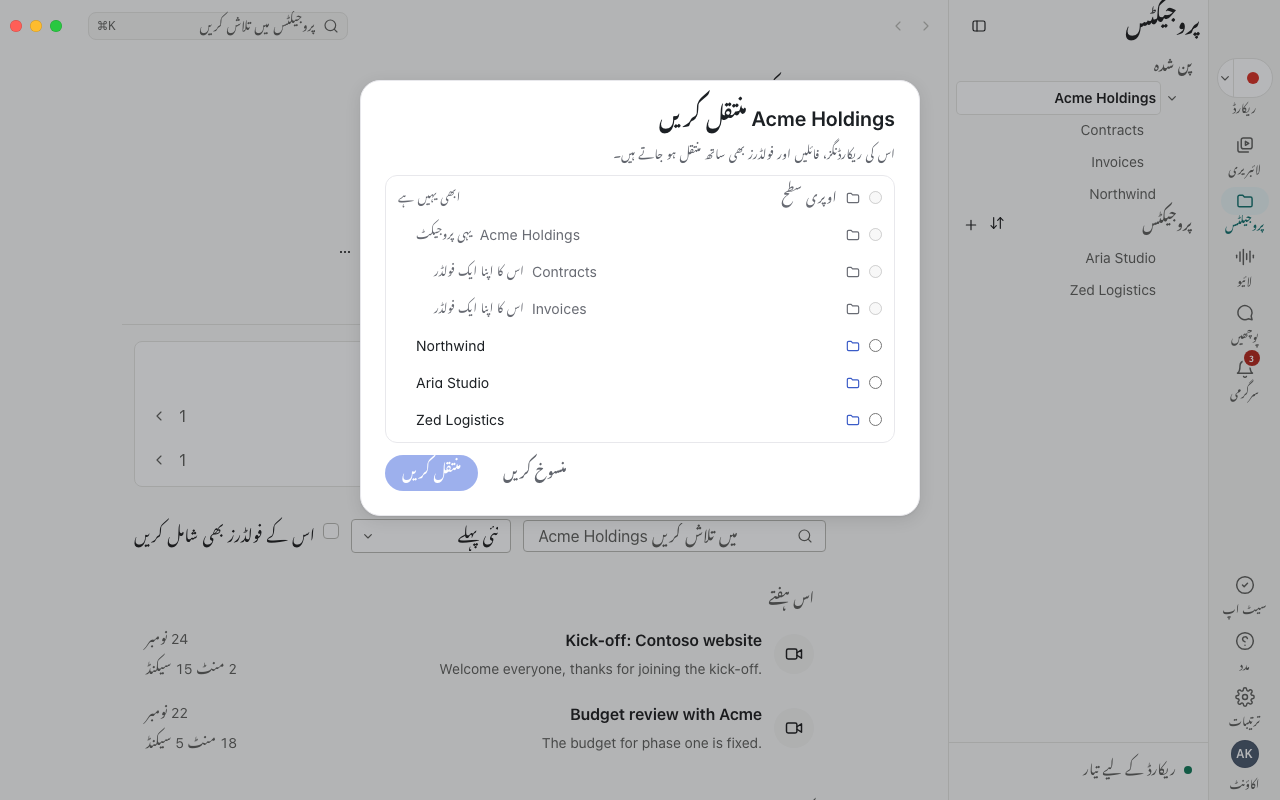 پروجیکٹس میں تلاش کریں
⌘K
پروجیکٹس
پن شدہ
Acme Holdings
Contracts
Invoices
Northwind
پروجیکٹس
Aria Studio
Zed Logistics
ریکارڈ کے لیے تیار
ریکارڈ
لائبریری
پروجیکٹس
لائیو
پوچھیں
3
سرگرمی
سیٹ اپ
مدد
ترتیبات
AK
اکاؤنٹ
Acme Holdings منتقل کریں
اس کی ریکارڈنگز، فائلیں اور فولڈرز بھی ساتھ منتقل ہو جاتے ہیں۔
اوپری سطح ابھی یہیں ہے
Acme Holdings یہی پروجیکٹ
Contracts اس کا اپنا ایک فولڈر
Invoices اس کا اپنا ایک فولڈر
Northwind
Aria Studio
Zed Logistics
منسوخ کریں
منتقل کریں
...
1
1
Acme Holdings میں تلاش کریں
نئی پہلے
اس کے فولڈرز بھی شامل کریں
اس ہفتے
Kick-off: Contoso website
24 نومبر
Welcome everyone, thanks for joining the kick-off.
2 منٹ 15 سیکنڈ
Budget review with Acme
22 نومبر
The budget for phase one is fixed.
18 منٹ 5 سیکنڈ